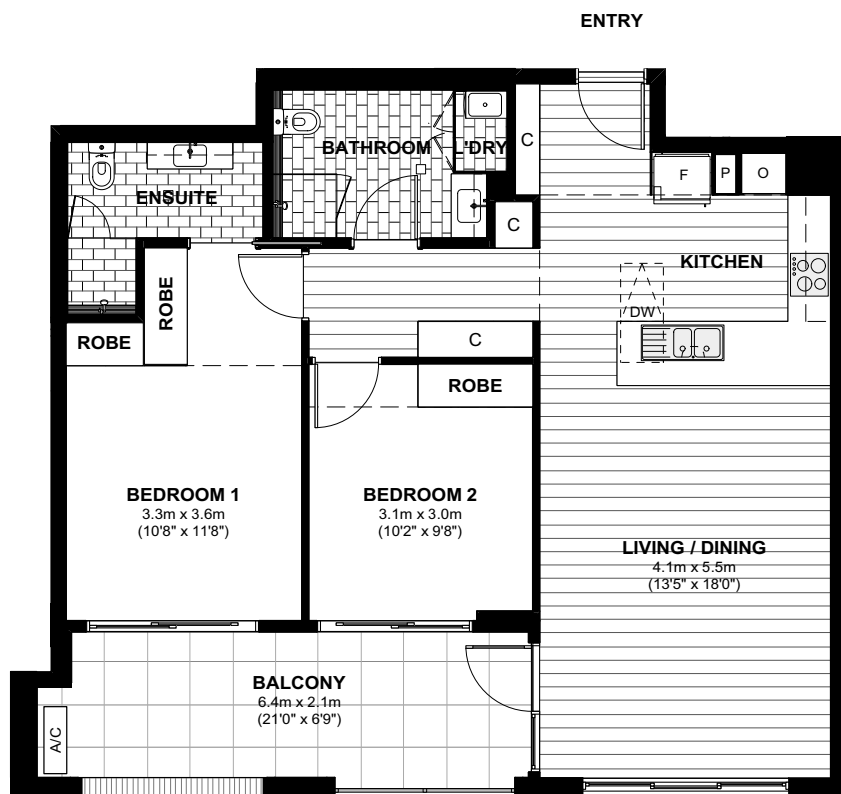 ENTRY
C
BATHROOM
L'DRY
F
P
O
ENSUITE
C
KITCHEN
ROBE
DW
ROBE
C
ROBE
BEDROOM 1
3.3m x 3.6m
(10'8" x 11'8")
BEDROOM 2
3.1m x 3.0m
(10'2" x 9'8")
LIVING / DINING
4.1m x 5.5m
(13'5" x 18'0")
BALCONY
6.4m x 2.1m
(21'0" x 6'9")
A/C